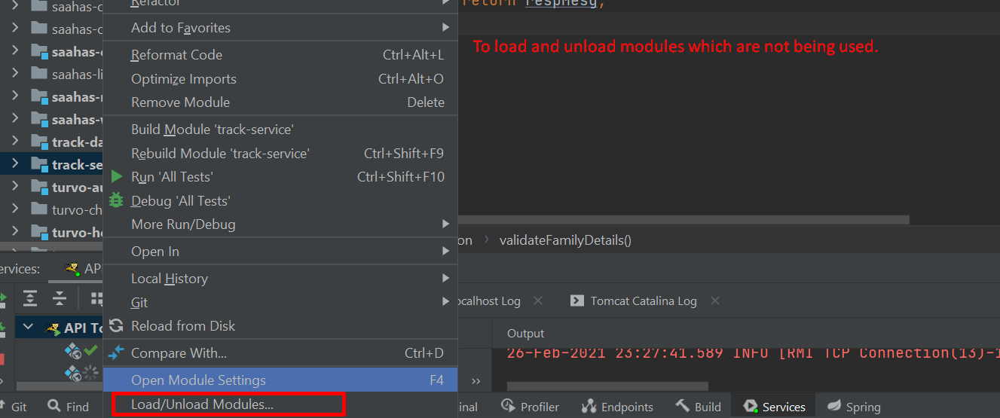 Refactor
return respMesg;
saahas-c
Add to Favorites
saahas-c
To load and unload modules which are not being used.
saahas-
Reformat Code Ctrl+Alt+L
saahas-li
Optimize Imports Ctrl+Alt+O
saahas-
Remove Module Delete
saahas-
Build Module 'track-service'
track-da
Rebuild Module 'track-service' Ctrl+Shift+F9
track-se
Run 'All Tests' Ctrl+Shift+F10
turvo-au
Debug 'All Tests'
turvo-ch
More Run/Debug
turvo-he
on › validateFamilyDetails()
Open In
ervices: API
Local History
Git
ocalhost Log Tomcat Catalina Log
API To
Reload from Disk
Output
Compare With... Ctrl+D
26-Feb-2021 23:27:41.589 INFO [RMI TCP Connection(13)-1
Open Module Settings F4
Load/Unload Modules...
Git Find inal Profiler Endpoints Build Services Spring